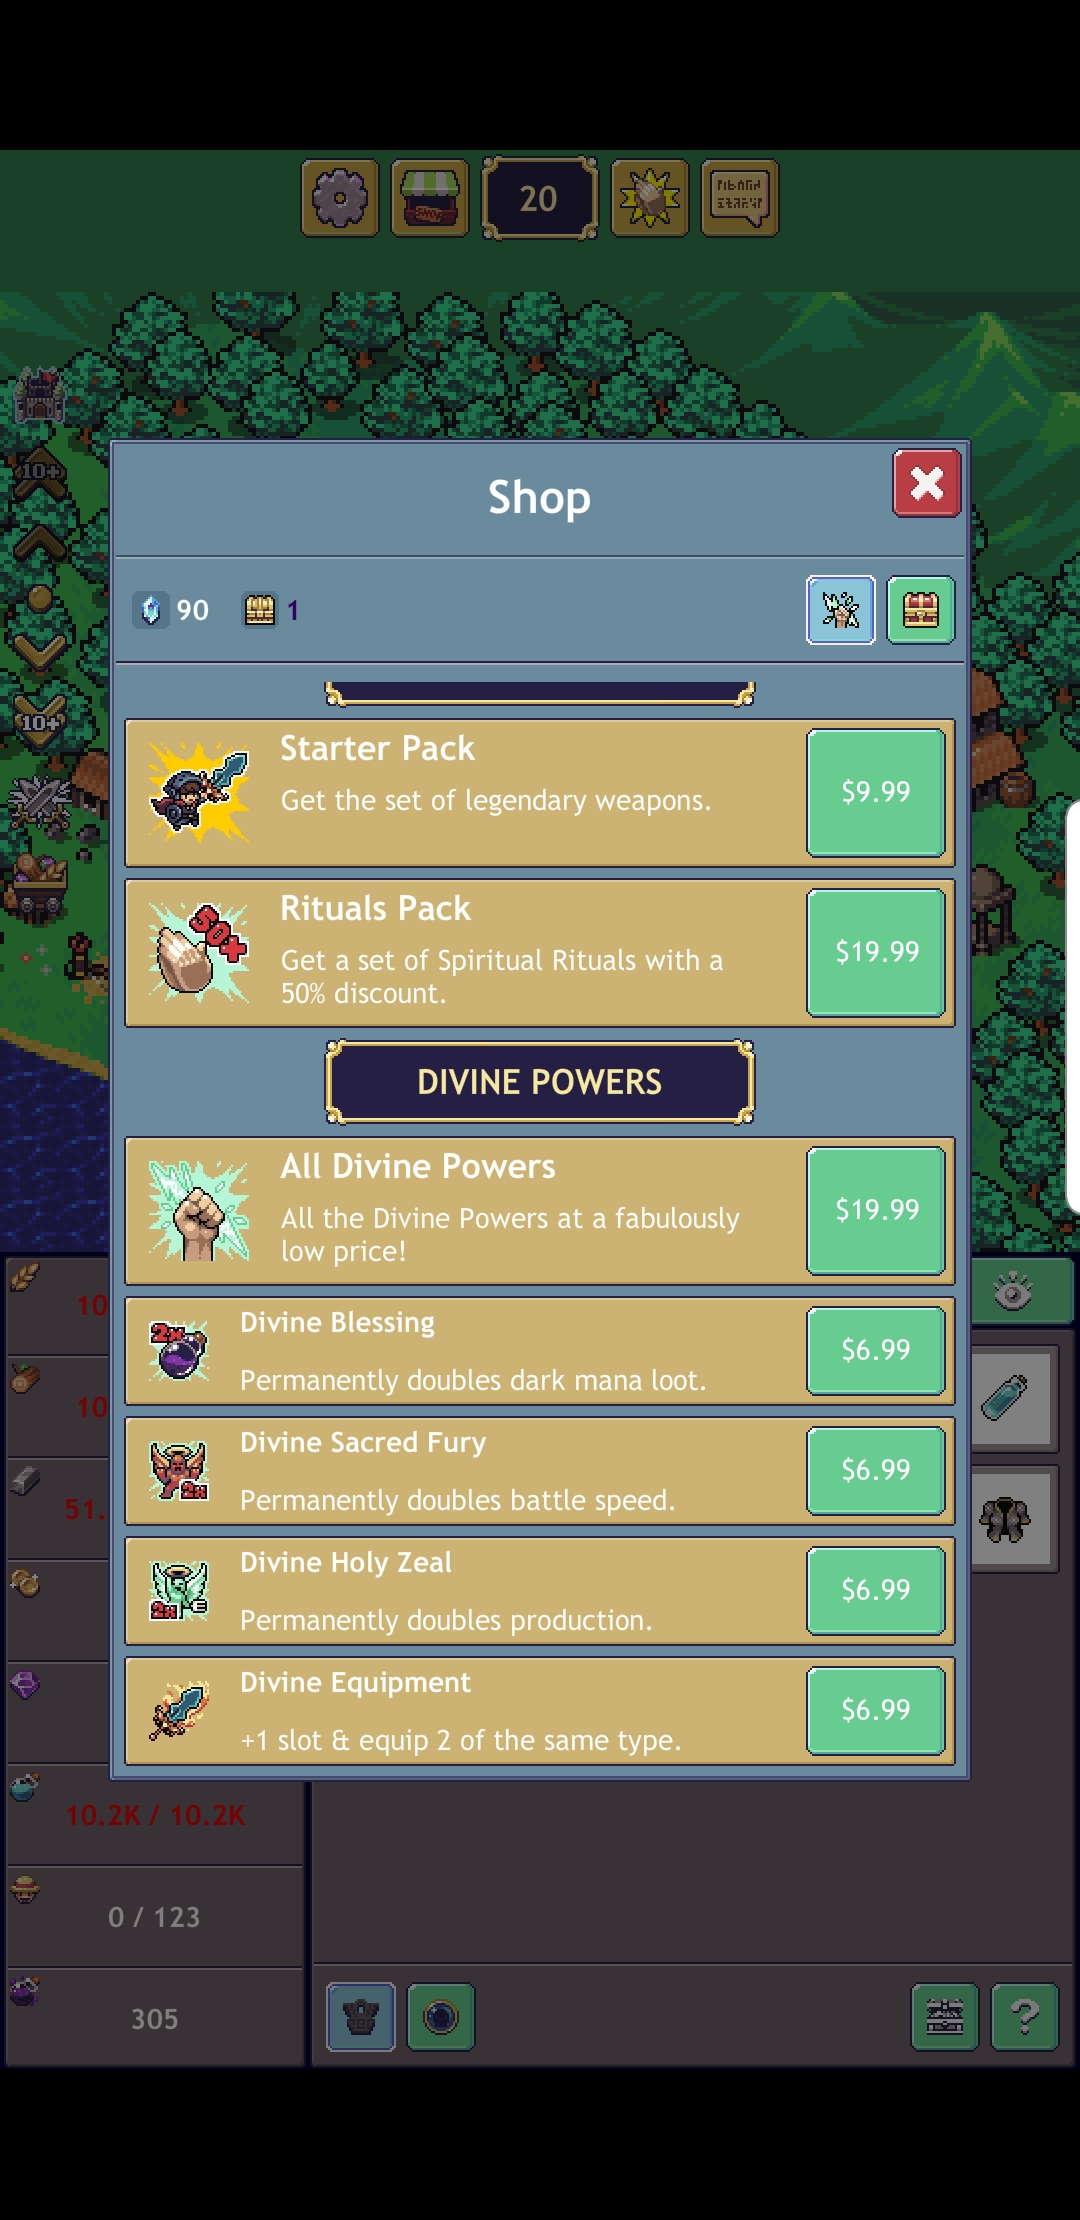 20
10+
Shop
90
1
10+
Starter Pack
Get the set of legendary weapons.
$9.99
50%
Rituals Pack
Get a set of Spiritual Rituals with a
50% discount.
$19.99
DIVINE POWERS
All Divine Powers
All the Divine Powers at a fabulously
low price!
$19.99
10
2x
Divine Blessing
Permanently doubles dark mana loot.
$6.99
10
Divine Sacred Fury
2x
Permanently doubles battle speed.
$6.99
51.
Divine Holy Zeal
2x
Permanently doubles production.
$6.99
Divine Equipment
+1 slot & equip 2 of the same type.
$6.99
10.2K / 10.2K
0 / 123
305
?